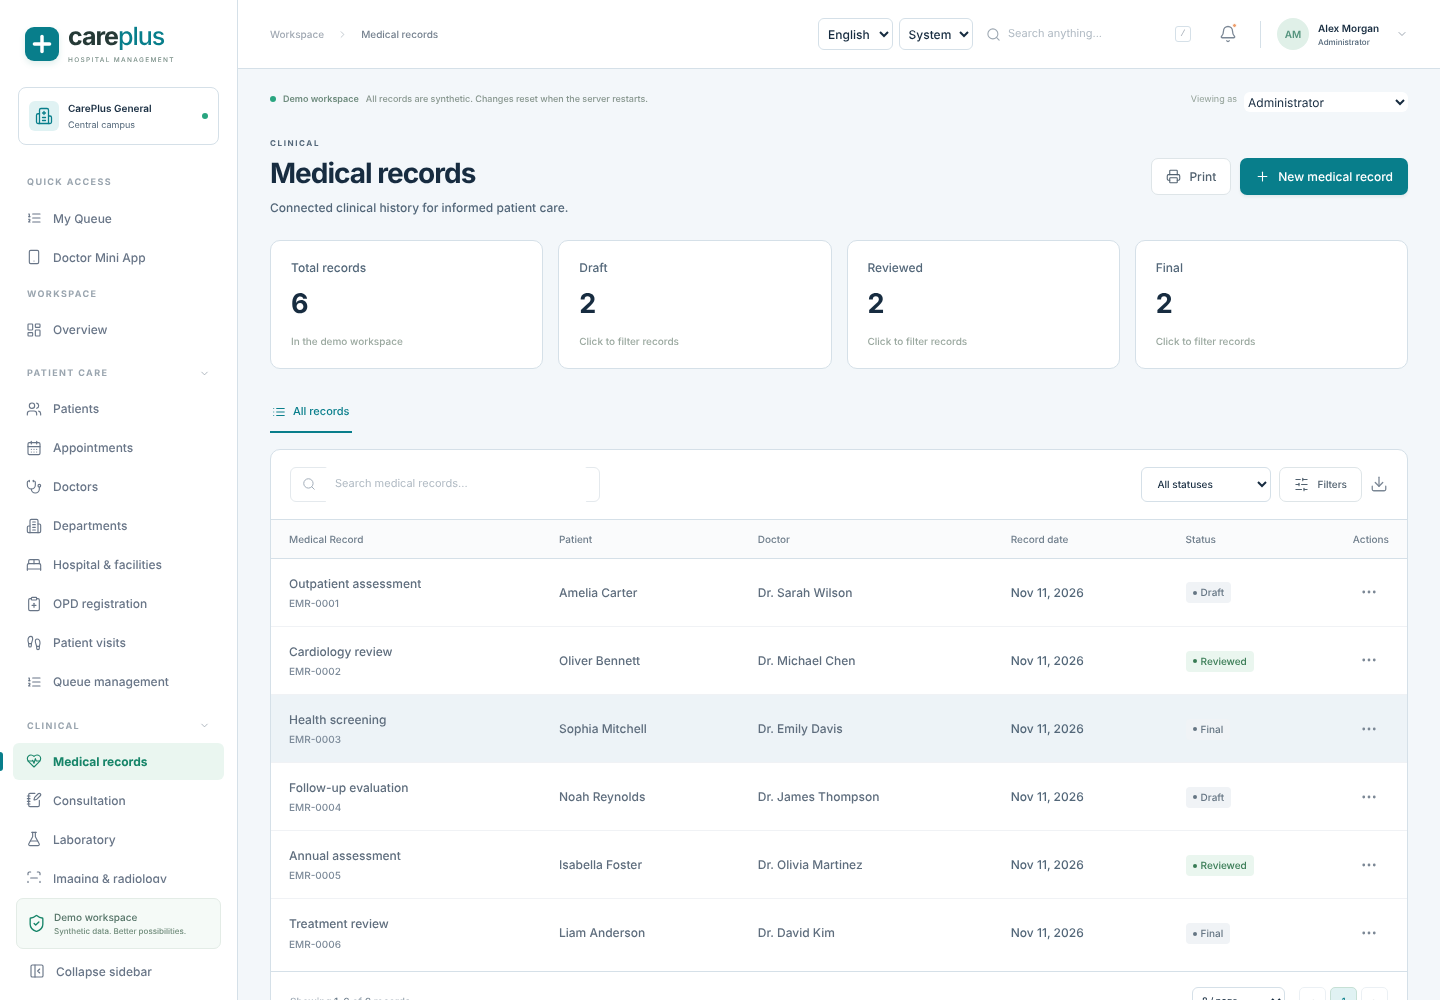 careplus
HOSPITAL MANAGEMENT
CarePlus General
Central campus
QUICK ACCESS
My Queue
Doctor Mini App
WORKSPACE
Overview
PATIENT CARE
Patients
Appointments
Doctors
Departments
Hospital & facilities
OPD registration
Patient visits
Queue management
CLINICAL
Medical records
Consultation
Laboratory
Imaging & radiology
Demo workspace
Synthetic data. Better possibilities.
Collapse sidebar
Workspace > Medical records
English
System
Search anything...
/
AM
Alex Morgan
Administrator
Demo workspace All records are synthetic. Changes reset when the server restarts.
Viewing as Administrator
CLINICAL
Medical records
Connected clinical history for informed patient care.
Print
+ New medical record
Total records
6
In the demo workspace
Draft
2
Click to filter records
Reviewed
2
Click to filter records
Final
2
Click to filter records
All records
Search medical records...
All statuses
Filters
Medical Record Patient Doctor Record date Status Actions
Outpatient assessment
EMR-0001
Amelia Carter Dr. Sarah Wilson Nov 11, 2026 Draft
Cardiology review
EMR-0002
Oliver Bennett Dr. Michael Chen Nov 11, 2026 Reviewed
Health screening
EMR-0003
Sophia Mitchell Dr. Emily Davis Nov 11, 2026 Final
Follow-up evaluation
EMR-0004
Noah Reynolds Dr. James Thompson Nov 11, 2026 Draft
Annual assessment
EMR-0005
Isabella Foster Dr. Olivia Martinez Nov 11, 2026 Reviewed
Treatment review
EMR-0006
Liam Anderson Dr. David Kim Nov 11, 2026 Final